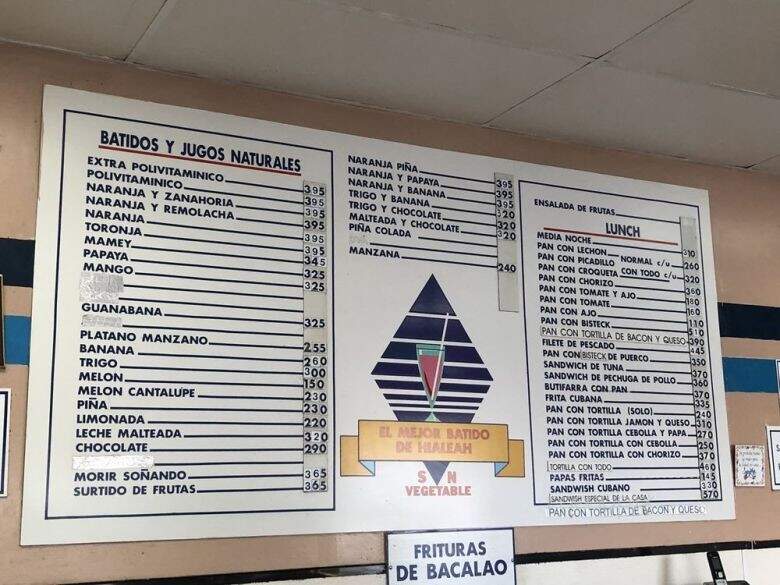 BATIDOS Y JUGOS NATURALES
EXTRA POLIVITAMINICO 395
POLIVITAMINICO 395
NARANJA Y ZANAHORIA 395
NARANJA Y REMOLACHA 395
NARANJA 395
TORONJA 395
MAMEY 345
PAPAYA 325
MANGO 325
GUANABANA 325
PLATANO MANZANO 255
BANANA 260
TRIGO 300
MELON 150
MELON CANTALUPE 230
PIÑA 230
LIMONADA 220
LECHE MALTEADA 320
CHOCOLATE 290
MORIR SOÑANDO 365
SURTIDO DE FRUTAS 365
NARANJA PIÑA 395
NARANJA Y PAPAYA 395
NARANJA Y BANANA 395
TRIGO Y BANANA 320
TRIGO Y CHOCOLATE 320
MALTEADA Y CHOCOLATE 320
PIÑA COLADA
MANZANA 240
EL MEJOR BATIDO
DE HIALEAH
S N
VEGETABLE
ENSALADA DE FRUTAS
LUNCH
MEDIA NOCHE
PAN CON LECHON 310
PAN CON PICADILLO NORMAL c/u 260
PAN CON CROQUETA CON TODO c/u 320
PAN CON CHORIZO 360
PAN CON TOMATE Y AJO 180
PAN CON TOMATE 160
PAN CON AJO 110
PAN CON BISTECK 510
PAN CON TORTILLA DE BACON Y QUESO 390
FILETE DE PESCADO 445
PAN CON BISTECK DE PUERCO 350
SANDWICH DE TUNA 370
SANDWICH DE PECHUGA DE POLLO 360
BUTIFARRA CON PAN 370
FRITA CUBANA 335
PAN CON TORTILLA (SOLO) 240
PAN CON TORTILLA JAMON Y QUESO 310
PAN CON TORTILLA CEBOLLA Y PAPA 270
PAN CON TORTILLA CON CEBOLLA 250
PAN CON TORTILLA CON CHORIZO 370
TORTILLA CON TODO 460
PAPAS FRITAS 145
SANDWISH CUBANO 330
SANDWISH ESPECIAL DE LA CASA 570
PAN CON TORTILLA DE BACON Y QUESO
FRITURAS
DE BACALAO